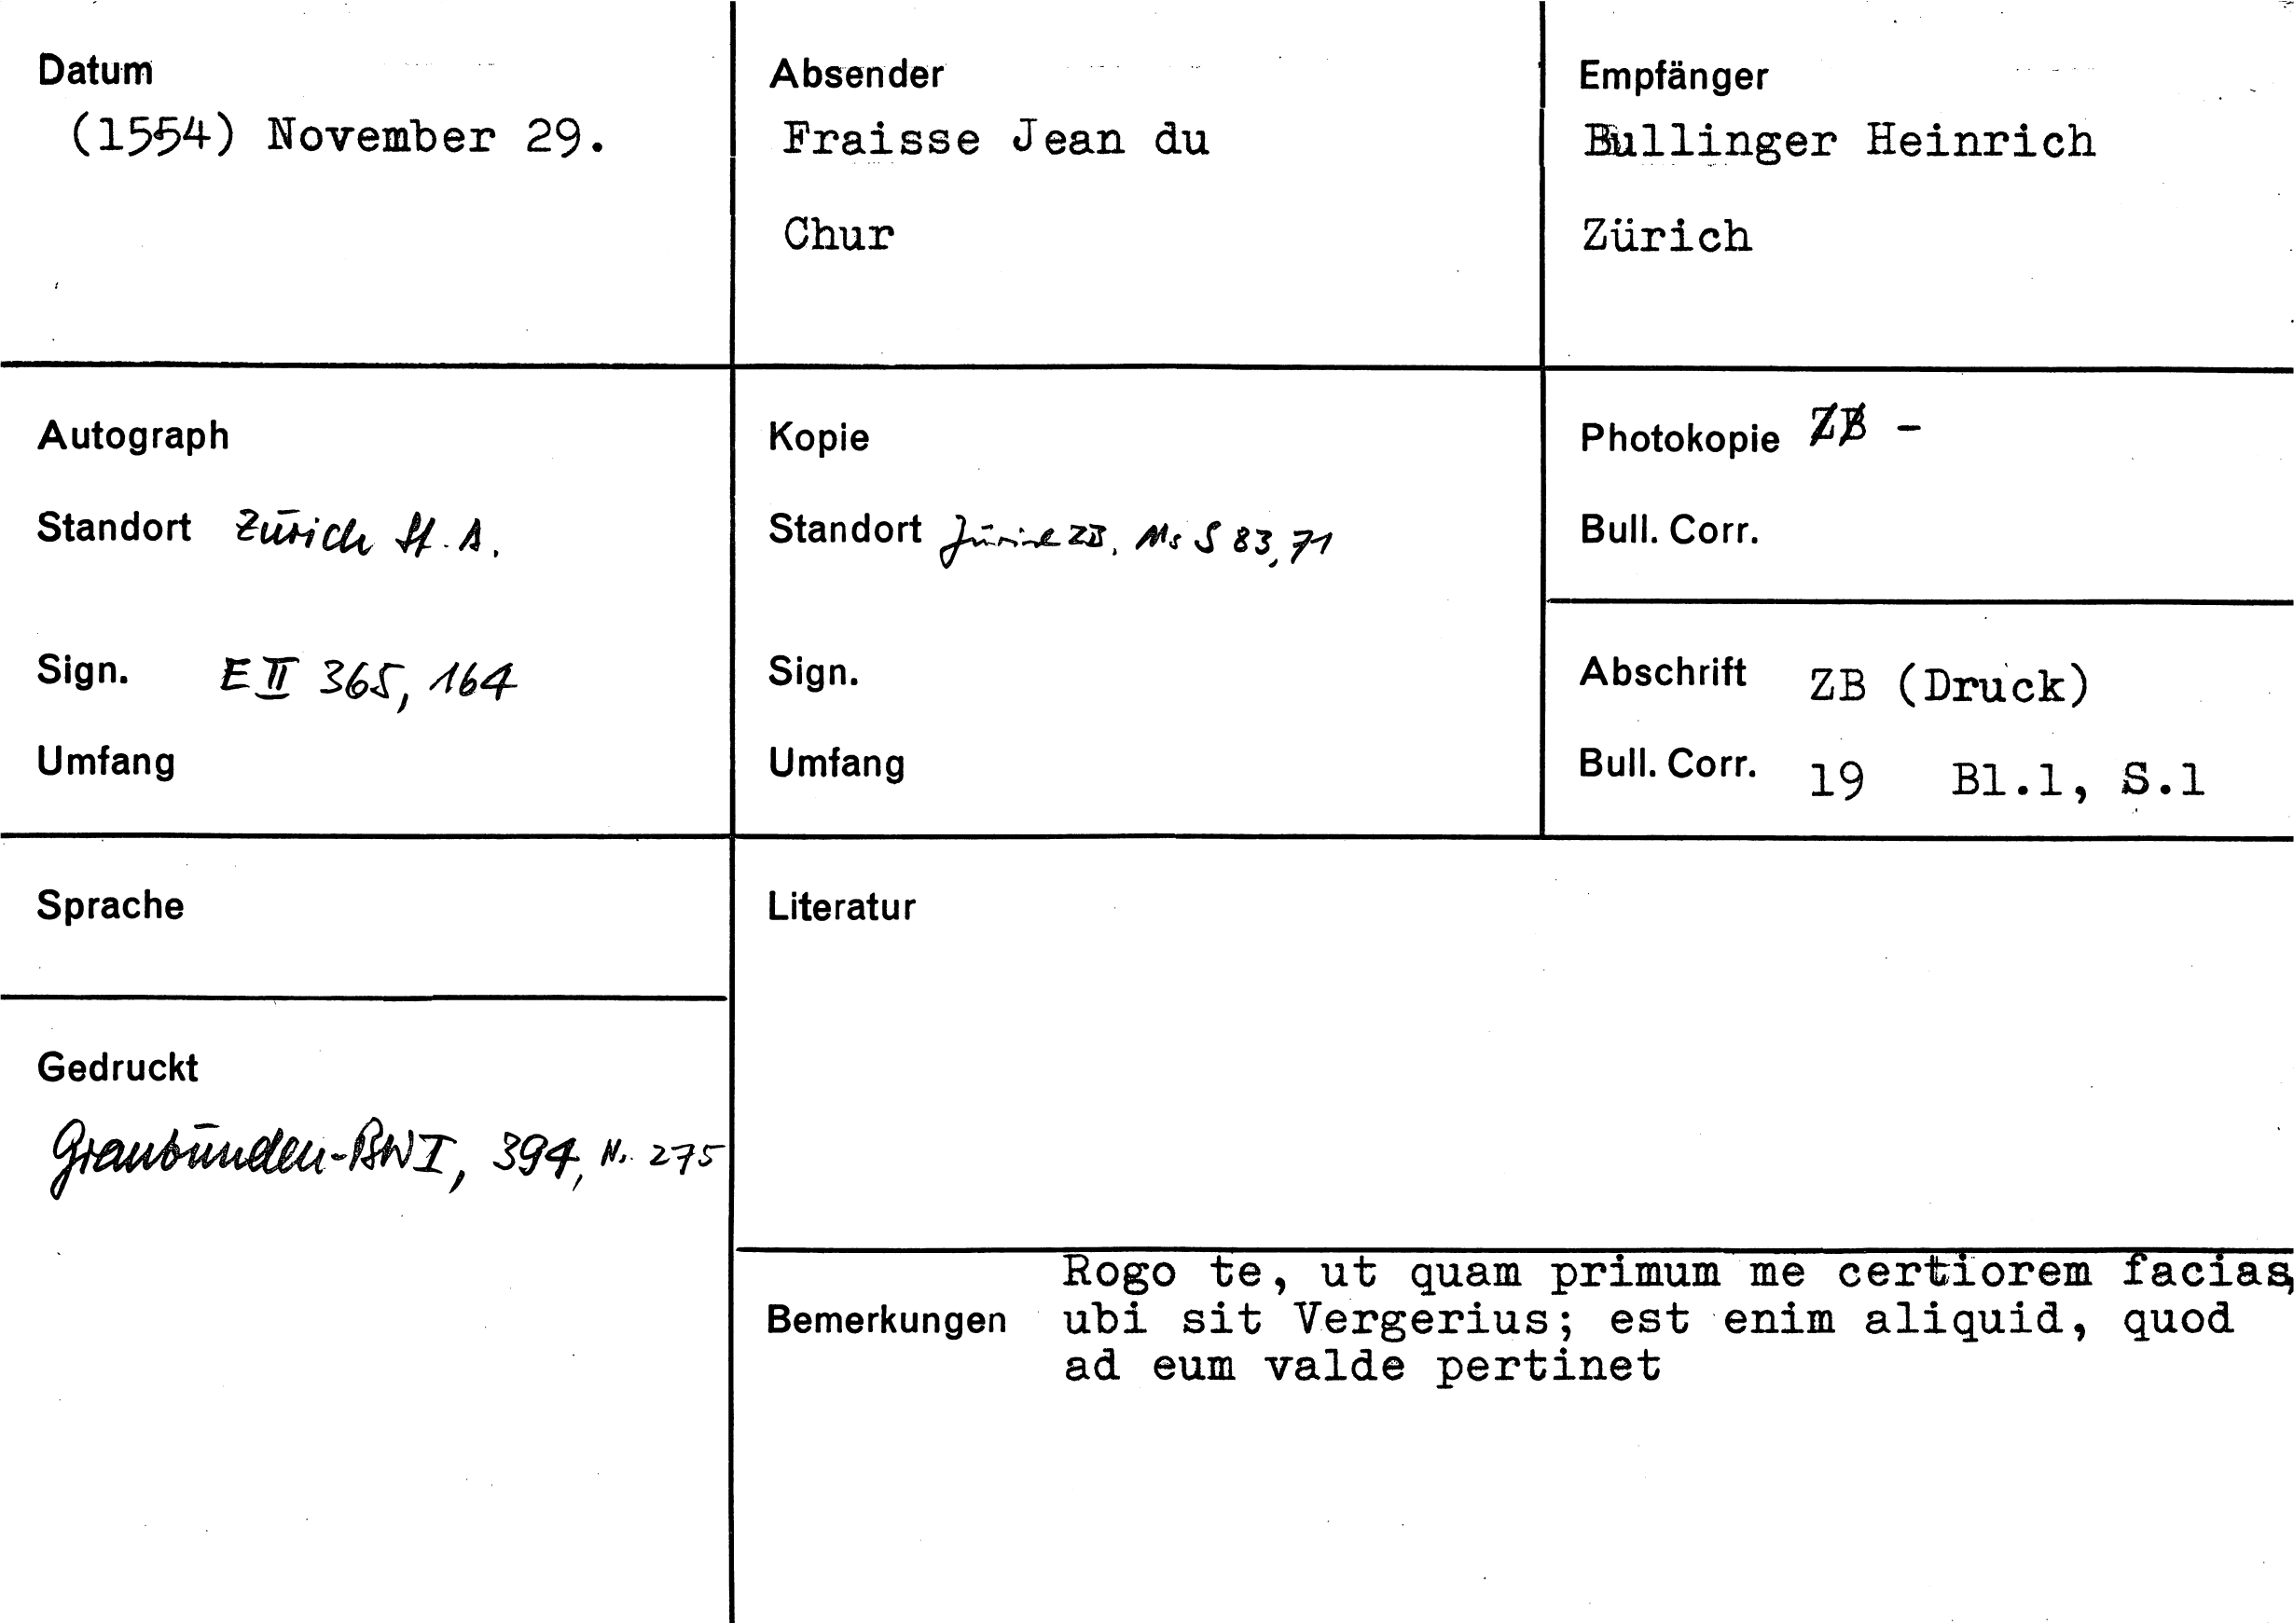 Datum
(1554) November 29.
Absender
Fraisse Jean du
Chur
Empfänger
Bullinger Heinrich
Zürich
Autograph
Standort Zürich St. A.
Sign. E II 365, 164
Umfang
Kopie
Standort Zürich ZB, Ms S 83, 71
Sign.
Umfang
Photokopie ZB -
Bull. Corr.
Abschrift ZB (Druck)
Bull. Corr. 19 Bl.1, S.1
Sprache
Gedruckt
Graubünden-BW I, 394, Nr. 275
Literatur
Bemerkungen
Rogo te, ut quam primum me certiorem facias,
ubi sit Vergerius; est enim aliquid, quod
ad eum valde pertinet